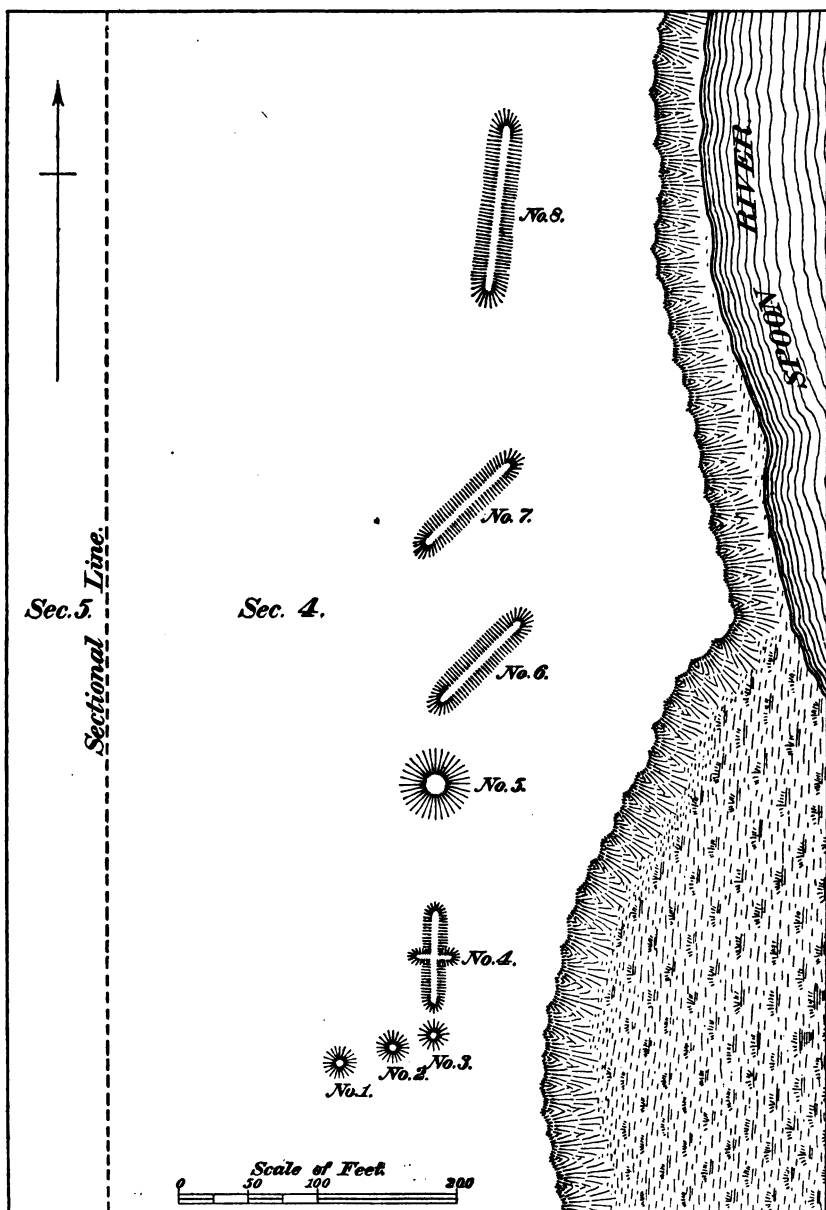 RIVER
No.8.
SPOON
No.7.
Sectional Line.
Sec.5.
Sec. 4.
No.6.
No.5.
No.4.
No.3.
No.2.
No.1.
Scale of Feet.
0 50 100 200